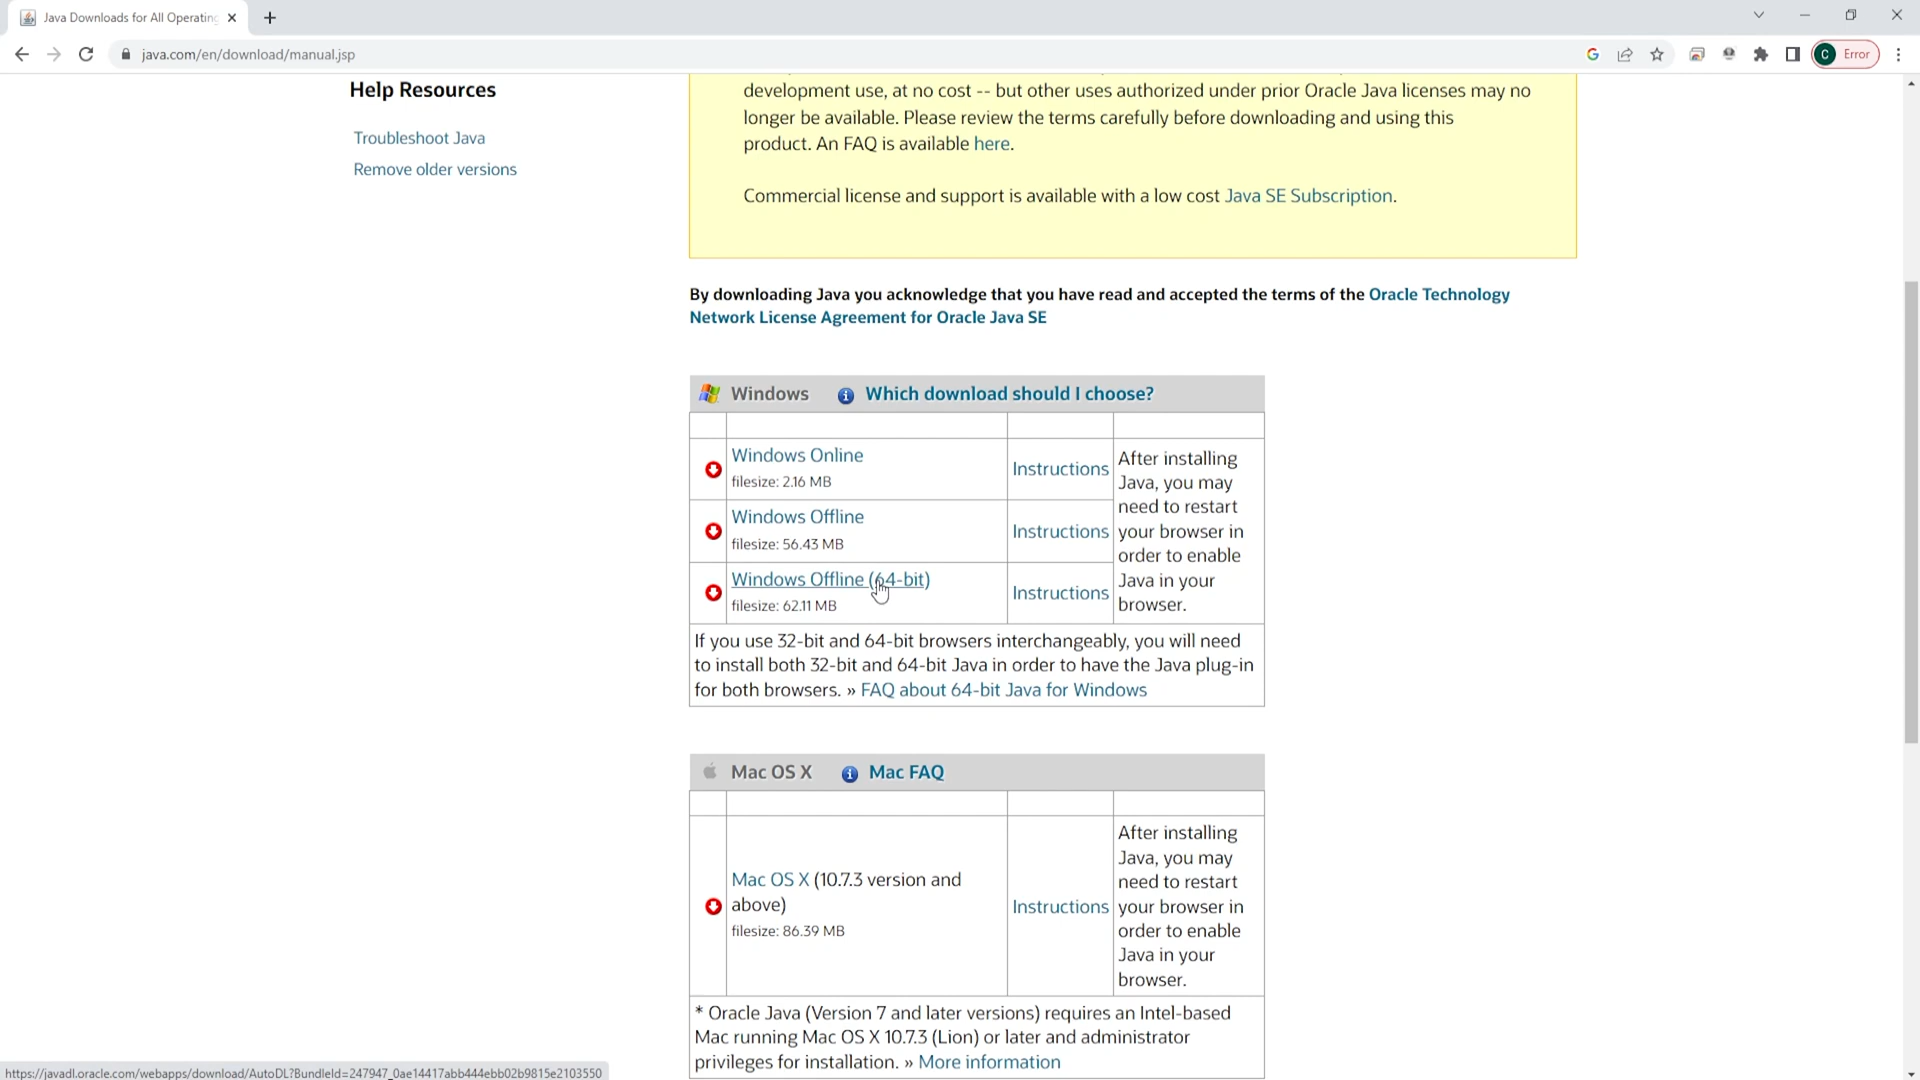 Java Downloads for All Operating
java.com/en/download/manual.jsp
C Error
Help Resources
Troubleshoot Java
Remove older versions
development use, at no cost -- but other uses authorized under prior Oracle Java licenses may no
longer be available. Please review the terms carefully before downloading and using this
product. An FAQ is available here.
Commercial license and support is available with a low cost Java SE Subscription.
By downloading Java you acknowledge that you have read and accepted the terms of the Oracle Technology
Network License Agreement for Oracle Java SE
Windows Which download should I choose?
Windows Online
filesize: 2.16 MB
Instructions
Windows Offline
filesize: 56.43 MB
Instructions
Windows Offline (64-bit)
filesize: 62.11 MB
Instructions
After installing
Java, you may
need to restart
your browser in
order to enable
Java in your
browser.
If you use 32-bit and 64-bit browsers interchangeably, you will need
to install both 32-bit and 64-bit Java in order to have the Java plug-in
for both browsers. » FAQ about 64-bit Java for Windows
Mac OS X Mac FAQ
Mac OS X (10.7.3 version and
above)
filesize: 86.39 MB
Instructions
After installing
Java, you may
need to restart
your browser in
order to enable
Java in your
browser.
* Oracle Java (Version 7 and later versions) requires an Intel-based
Mac running Mac OS X 10.7.3 (Lion) or later and administrator
privileges for installation. » More information
https://javadl.oracle.com/webapps/download/AutoDL?BundleId=247947_0ae14417abb444ebb02b9815e2103550